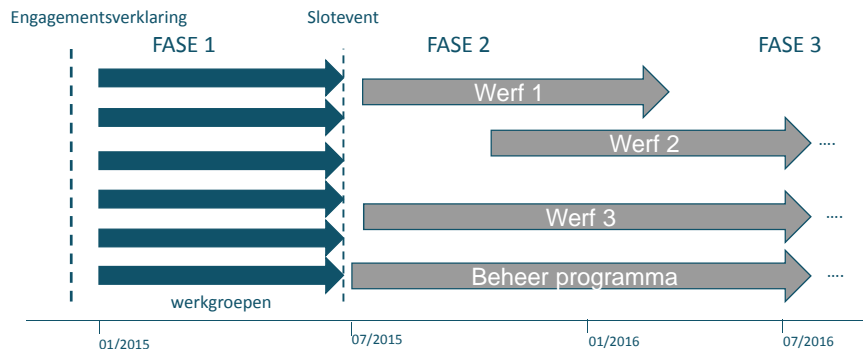 Engagementsverklaring
Slotevent
FASE 1
FASE 2
FASE 3
Werf 1
Werf 2
....
Werf 3
....
Beheer programma
....
werkgroepen
01/2015
07/2015
01/2016
07/2016